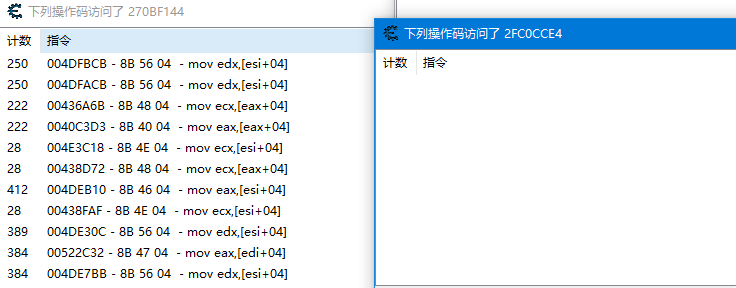 下列操作码访问了 270BF144
计数 指令
250 004DFBCB - 8B 56 04 - mov edx,[esi+04]
250 004DFACB - 8B 56 04 - mov edx,[esi+04]
222 00436A6B - 8B 48 04 - mov ecx,[eax+04]
222 0040C3D3 - 8B 40 04 - mov eax,[eax+04]
28 004E3C18 - 8B 4E 04 - mov ecx,[esi+04]
28 00438D72 - 8B 48 04 - mov ecx,[eax+04]
412 004DEB10 - 8B 46 04 - mov eax,[esi+04]
28 00438FAF - 8B 4E 04 - mov ecx,[esi+04]
389 004DE30C - 8B 56 04 - mov edx,[esi+04]
384 00522C32 - 8B 47 04 - mov eax,[edi+04]
384 004DE7BB - 8B 56 04 - mov edx,[esi+04]
下列操作码访问了 2FC0CCE4
计数 指令